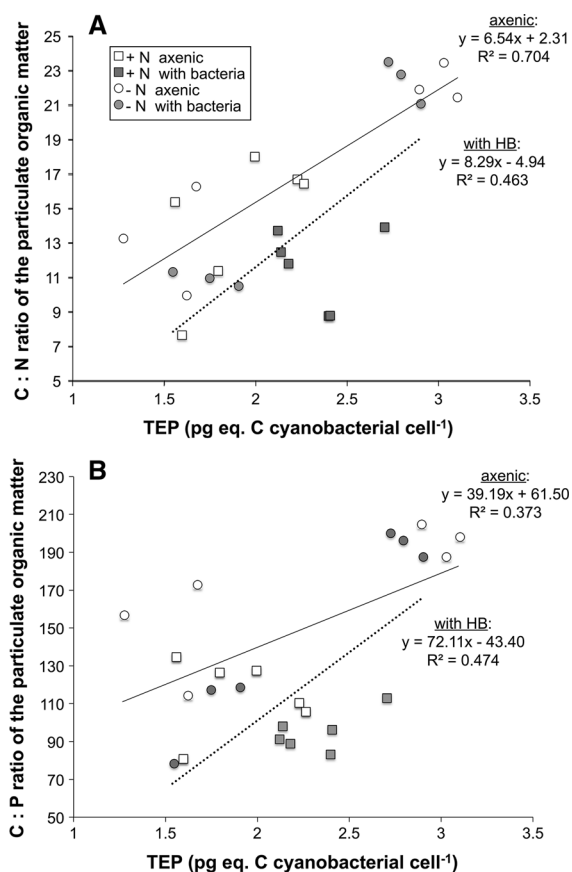 A
C : N ratio of the particulate organic matter
25
23
21
19
17
15
13
11
9
7
5
+ N axenic
+ N with bacteria
- N axenic
- N with bacteria
axenic:
y = 6.54x + 2.31
R² = 0.704
with HB:
y = 8.29x - 4.94
R² = 0.463
1
1.5
2
2.5
3
3.5
TEP (pg eq. C cyanobacterial cell⁻¹)
B
C : P ratio of the particulate organic matter
230
210
190
170
150
130
110
90
70
50
axenic:
y = 39.19x + 61.50
R² = 0.373
with HB:
y = 72.11x - 43.40
R² = 0.474
1
1.5
2
2.5
3
3.5
TEP (pg eq. C cyanobacterial cell⁻¹)